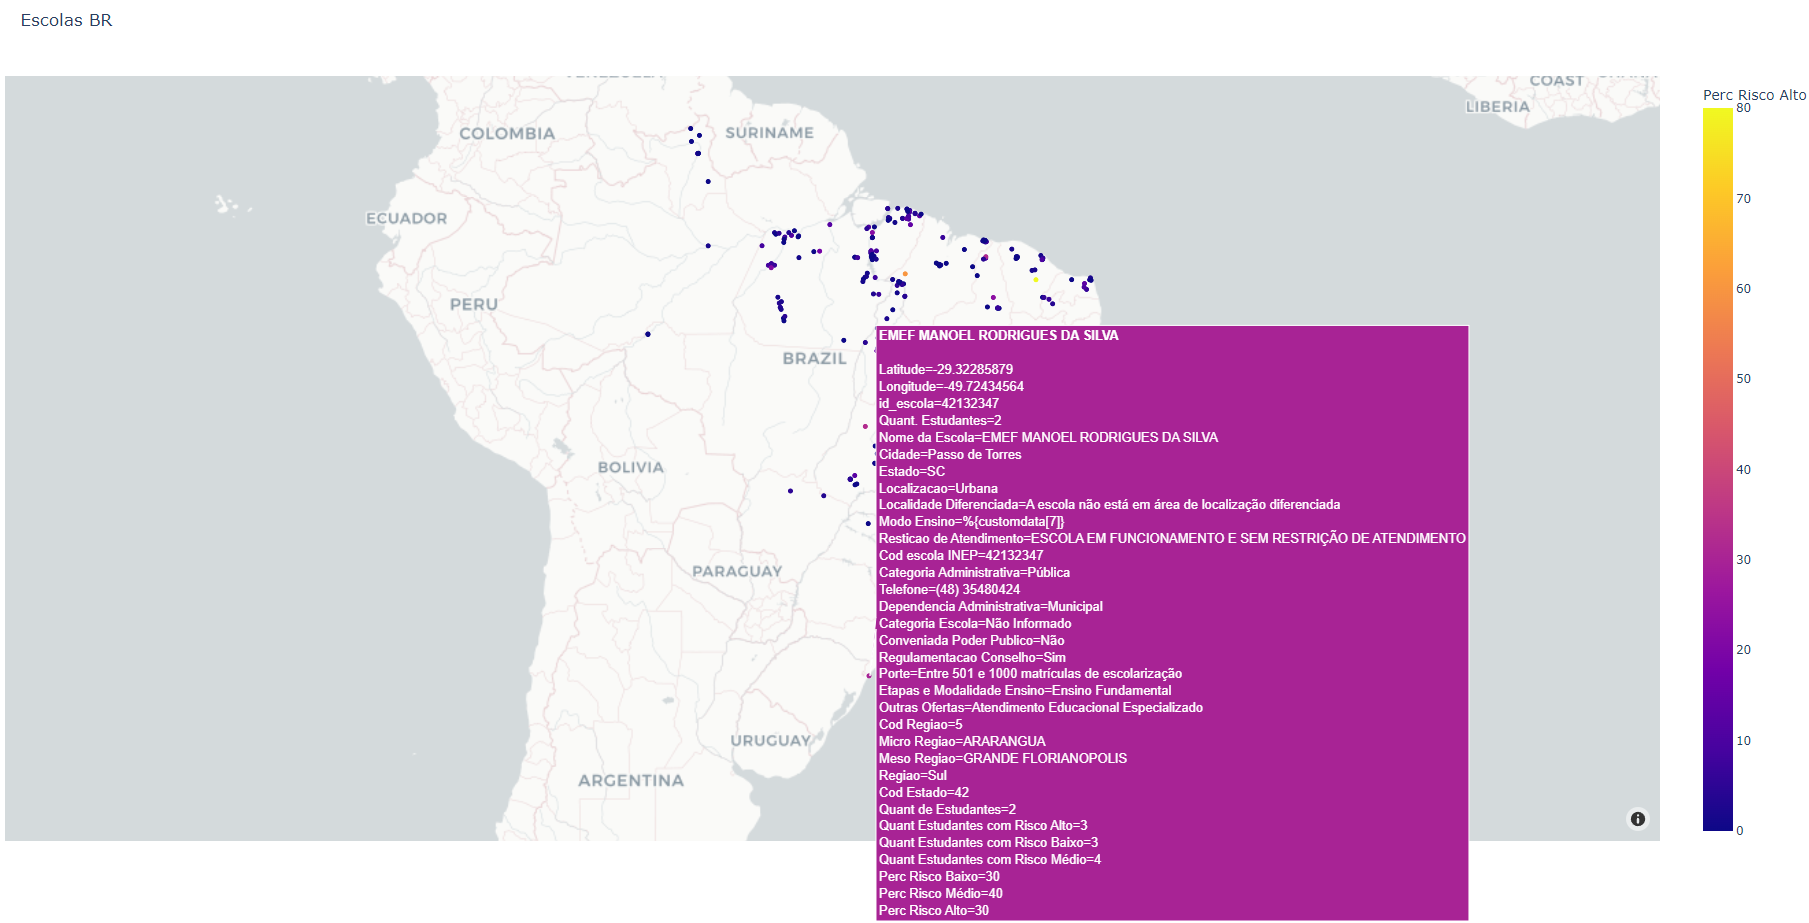 Escolas BR
VENEZUELA
COLOMBIA
SURINAME
ECUADOR
PERU
BRAZIL
BOLIVIA
PARAGUAY
URUGUAY
ARGENTINA
COAST
GHANA
LIBERIA
EMEF MANOEL RODRIGUES DA SILVA
Latitude=-29.32285879
Longitude=-49.72434564
id_escola=42132347
Quant. Estudantes=2
Nome da Escola=EMEF MANOEL RODRIGUES DA SILVA
Cidade=Passo de Torres
Estado=SC
Localizacao=Urbana
Localidade Diferenciada=A escola não está em área de localização diferenciada
Modo Ensino=%{customdata[7]}
Resticao de Atendimento=ESCOLA EM FUNCIONAMENTO E SEM RESTRIÇÃO DE ATENDIMENTO
Cod escola INEP=42132347
Categoria Administrativa=Pública
Telefone=(48) 35480424
Dependencia Administrativa=Municipal
Categoria Escola=Não Informado
Conveniada Poder Publico=Não
Regulamentacao Conselho=Sim
Porte=Entre 501 e 1000 matrículas de escolarização
Etapas e Modalidade Ensino=Ensino Fundamental
Outras Ofertas=Atendimento Educacional Especializado
Cod Regiao=5
Micro Regiao=ARARANGUA
Meso Regiao=GRANDE FLORIANOPOLIS
Regiao=Sul
Cod Estado=42
Quant de Estudantes=2
Quant Estudantes com Risco Alto=3
Quant Estudantes com Risco Baixo=3
Quant Estudantes com Risco Médio=4
Perc Risco Baixo=30
Perc Risco Médio=40
Perc Risco Alto=30
Perc Risco Alto
80
70
60
50
40
30
20
10
0